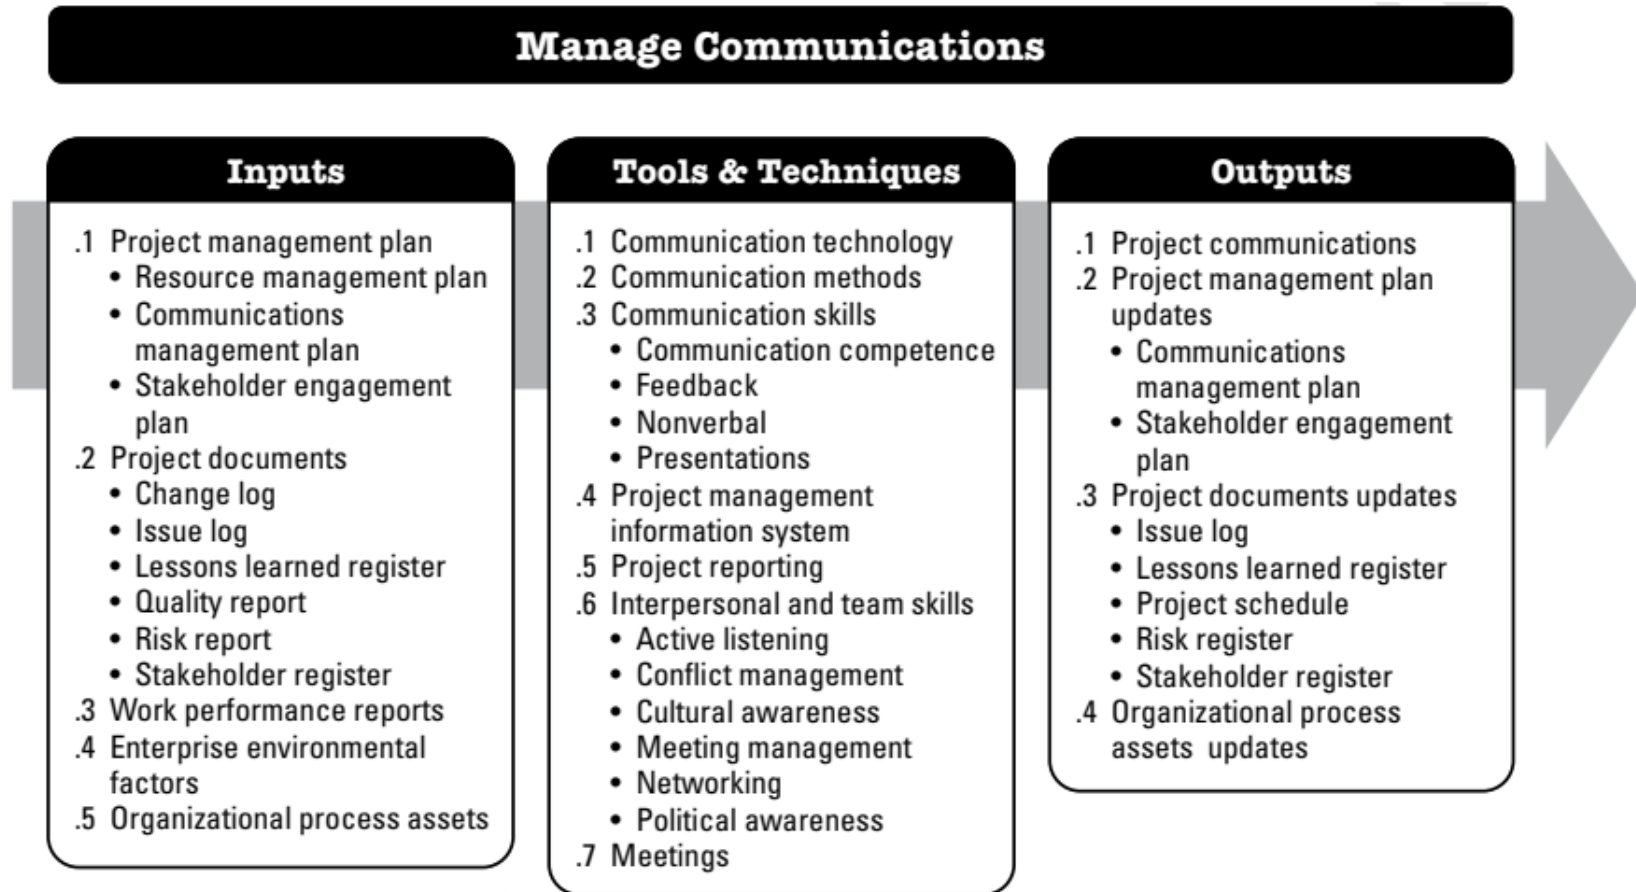 Manage Communications
Inputs
.1 Project management plan
• Resource management plan
• Communications
management plan
• Stakeholder engagement
plan
.2 Project documents
• Change log
• Issue log
• Lessons learned register
• Quality report
• Risk report
• Stakeholder register
.3 Work performance reports
.4 Enterprise environmental
factors
.5 Organizational process assets
Tools & Techniques
.1 Communication technology
.2 Communication methods
.3 Communication skills
• Communication competence
• Feedback
• Nonverbal
• Presentations
.4 Project management
information system
.5 Project reporting
.6 Interpersonal and team skills
• Active listening
• Conflict management
• Cultural awareness
• Meeting management
• Networking
• Political awareness
.7 Meetings
Outputs
.1 Project communications
.2 Project management plan
updates
• Communications
management plan
• Stakeholder engagement
plan
.3 Project documents updates
• Issue log
• Lessons learned register
• Project schedule
• Risk register
• Stakeholder register
.4 Organizational process
assets updates